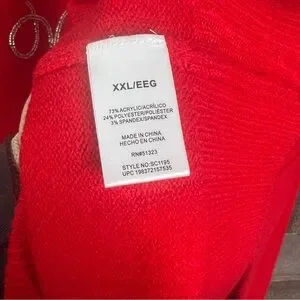 XXL/EEG
73% ACRYLIC/ACRÍLICO
24% POLYESTER/POLIÉSTER
3% SPANDEX/SPANDEX
MADE IN CHINA
HECHO EN CHINA
RN#51323
STYLE NO:SC1195
UPC 198372157535